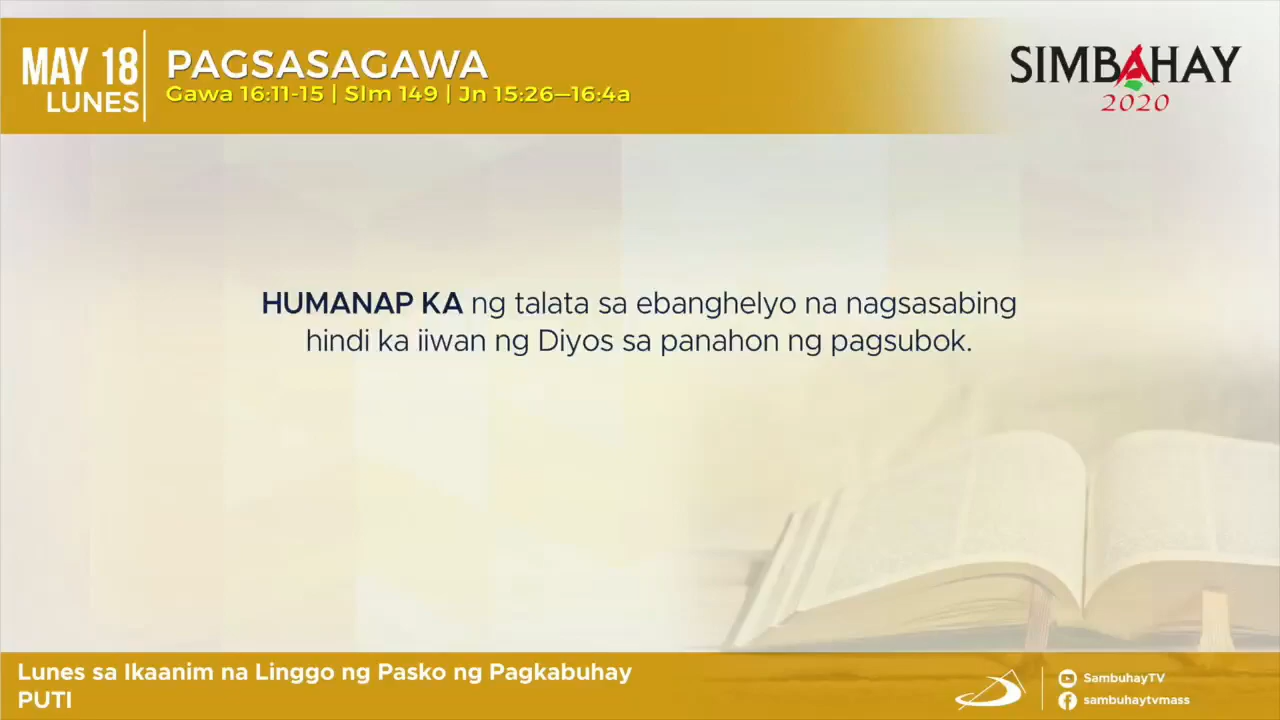 MAY 18
LUNES
PAGSASAGAWA
Gawa 16:11-15 | Slm 149 | Jn 15:26—16:4a
SIMBAHAY
2020
HUMANAP KA ng talata sa ebanghelyo na nagsasabing
hindi ka iiwan ng Diyos sa panahon ng pagsubok.
Lunes sa Ikaanim na Linggo ng Pasko ng Pagkabuhay
PUTI
SambuhayTV
sambuhaytvmass